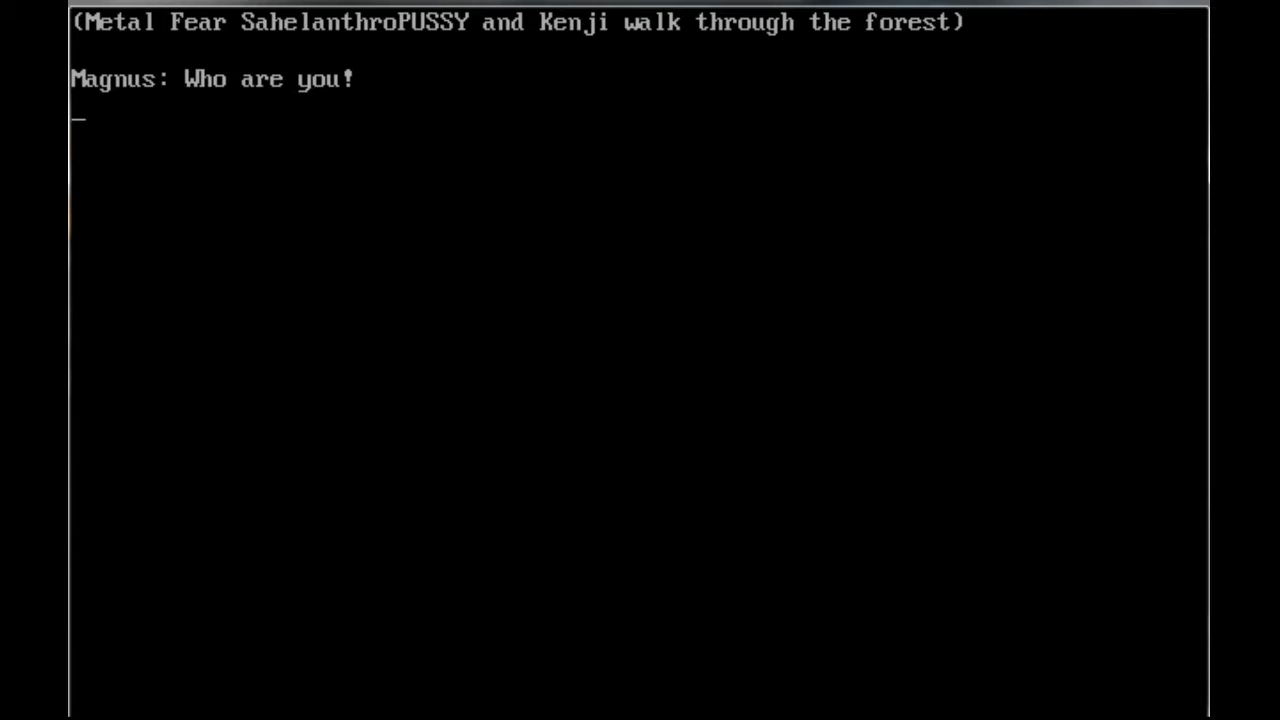 (Metal Fear SahelanthroPUSSY and Kenji walk through the forest)
Magnus: Who are you!
_